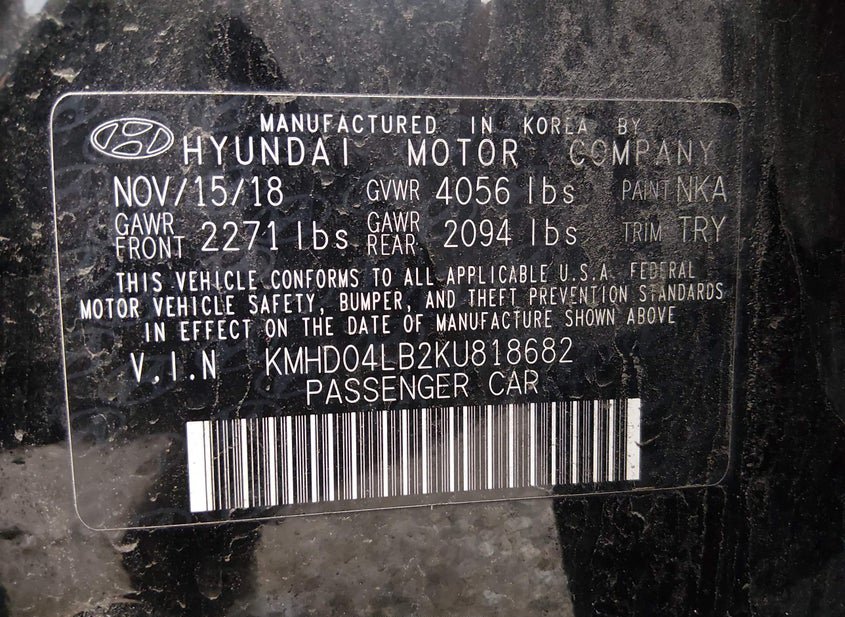 MANUFACTURED IN KOREA BY
HYUNDAI MOTOR COMPANY
NOV/15/18 GVWR 4056 lbs PAINT NKA
GAWR FRONT 2271 lbs GAWR REAR 2094 lbs TRIM TRY
THIS VEHICLE CONFORMS TO ALL APPLICABLE U.S.A. FEDERAL
MOTOR VEHICLE SAFETY, BUMPER, AND THEFT PREVENTION STANDARDS
IN EFFECT ON THE DATE OF MANUFACTURE SHOWN ABOVE
V.I.N KMHD04LB2KU818682
PASSENGER CAR